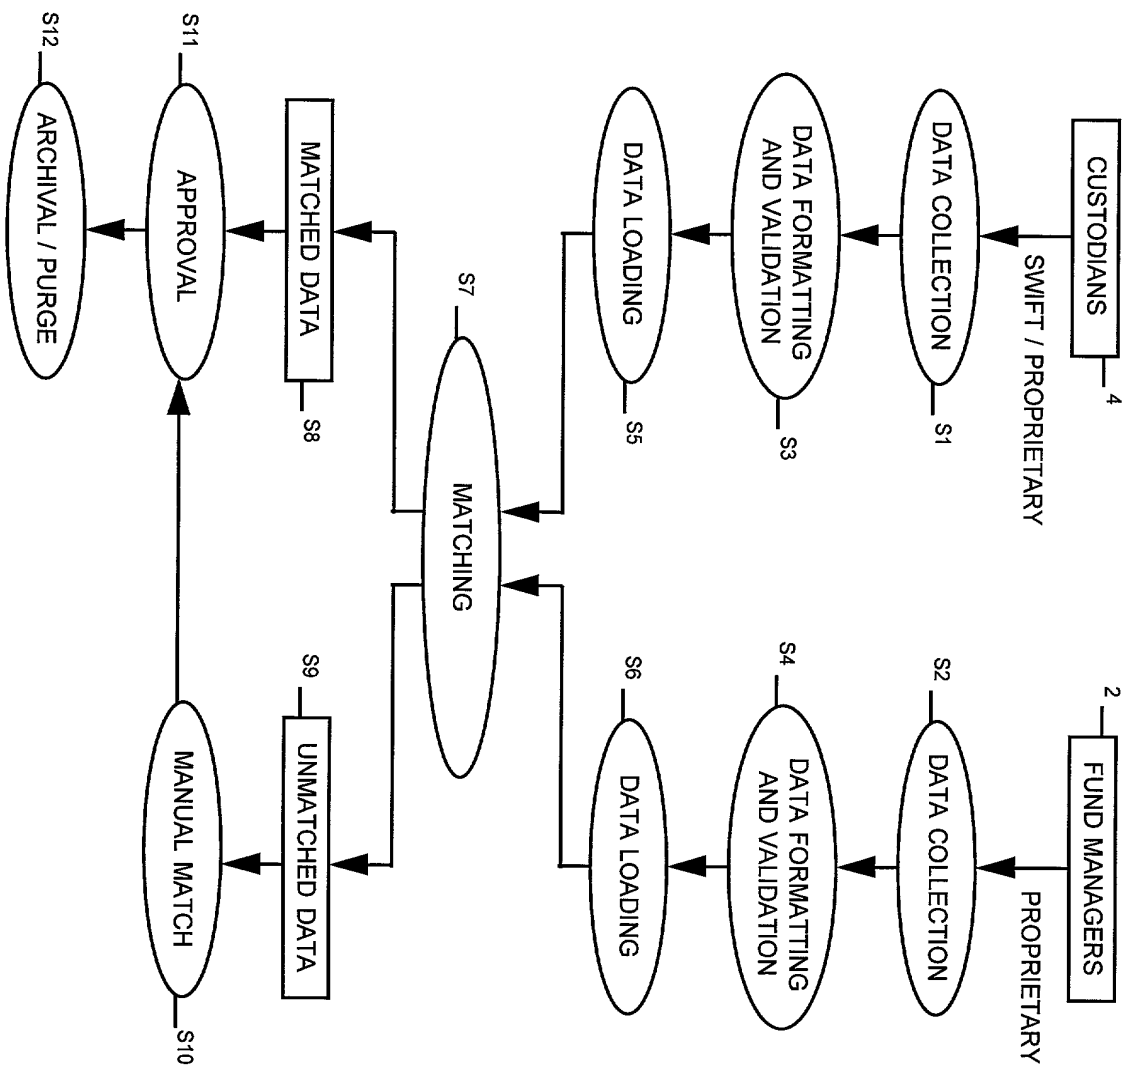 CUSTODIANS
4
2
FUND MANAGERS
SWIFT / PROPRIETARY
PROPRIETARY
DATA COLLECTION
S1
S2
DATA COLLECTION
DATA FORMATTING
AND VALIDATION
S3
S4
DATA FORMATTING
AND VALIDATION
DATA LOADING
S5
S6
DATA LOADING
S7
MATCHING
MATCHED DATA
S8
S9
UNMATCHED DATA
S11
APPROVAL
MANUAL MATCH
S10
S12
ARCHIVAL / PURGE